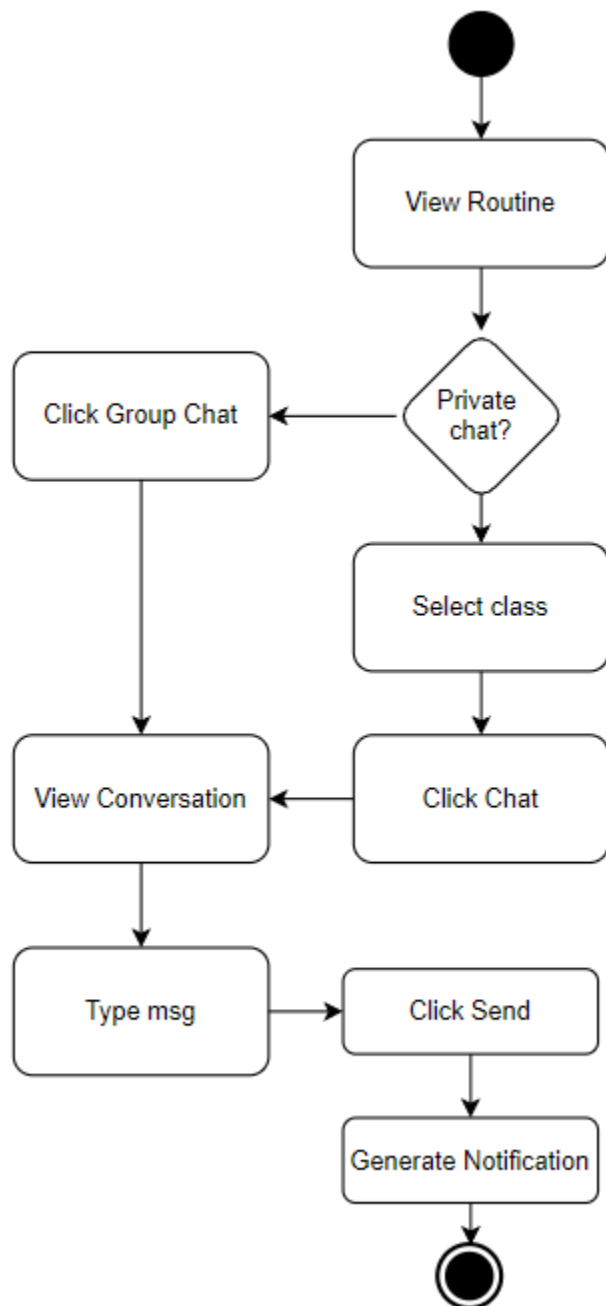 View Routine
Private
chat?
Click Group Chat
Select class
View Conversation
Click Chat
Type msg
Click Send
Generate Notification